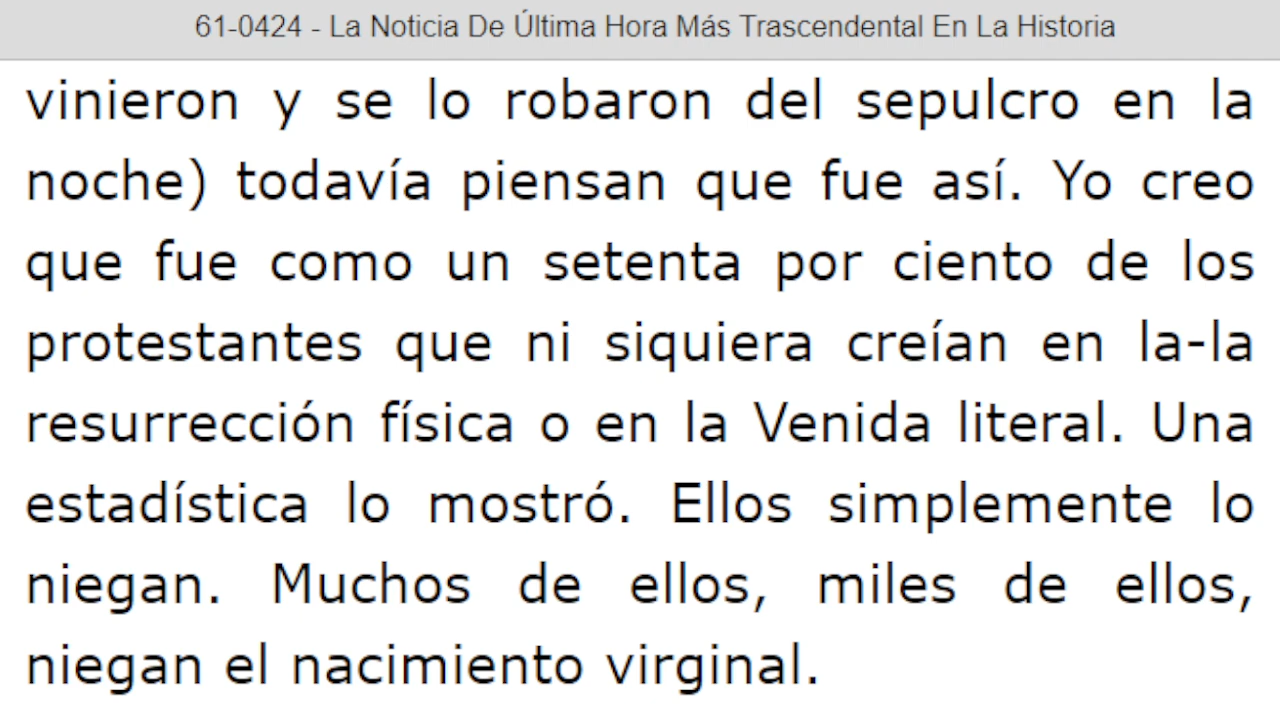 61-0424 - La Noticia De Última Hora Más Trascendental En La Historia
vinieron y se lo robaron del sepulcro en la
noche) todavía piensan que fue así. Yo creo
que fue como un setenta por ciento de los
protestantes que ni siquiera creían en la-la
resurrección física o en la Venida literal. Una
estadística lo mostró. Ellos simplemente lo
niegan. Muchos de ellos, miles de ellos,
niegan el nacimiento virginal.